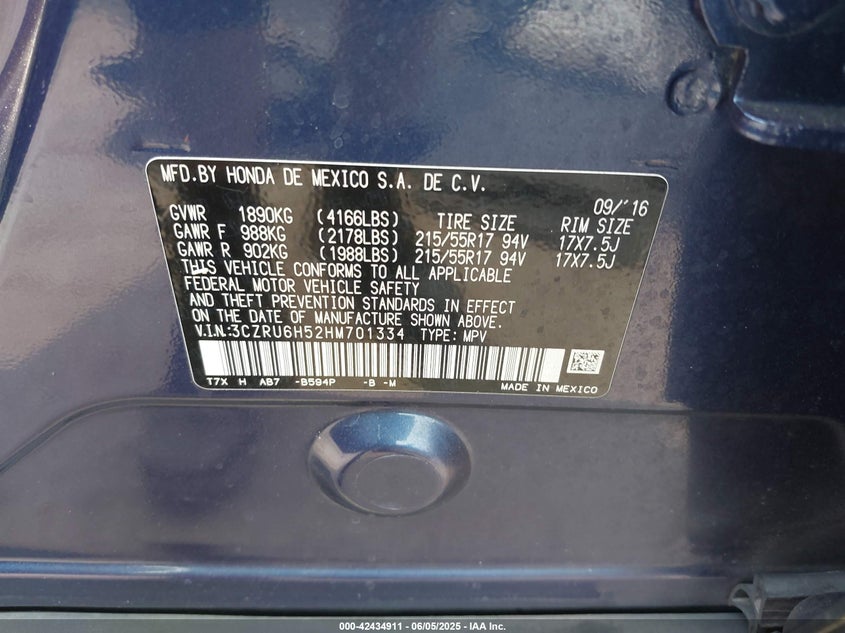 MFD.BY HONDA DE MEXICO S.A. DE C.V.
09/'16
GVWR 1890KG (4166LBS) TIRE SIZE RIM SIZE
GAWR F 988KG (2178LBS) 215/55R17 94V 17X7.5J
GAWR R 902KG (1988LBS) 215/55R17 94V 17X7.5J
THIS VEHICLE CONFORMS TO ALL APPLICABLE
FEDERAL MOTOR VEHICLE SAFETY
AND THEFT PREVENTION STANDARDS IN EFFECT
ON THE DATE OF MANUFACTURE SHOWN ABOVE.
V.I.N.:3CZRU6H52HM701334 TYPE: MPV
T7X H AB7 -B594P -B -M MADE IN MEXICO
000-42434911 - 06/05/2025 - IAA Inc.